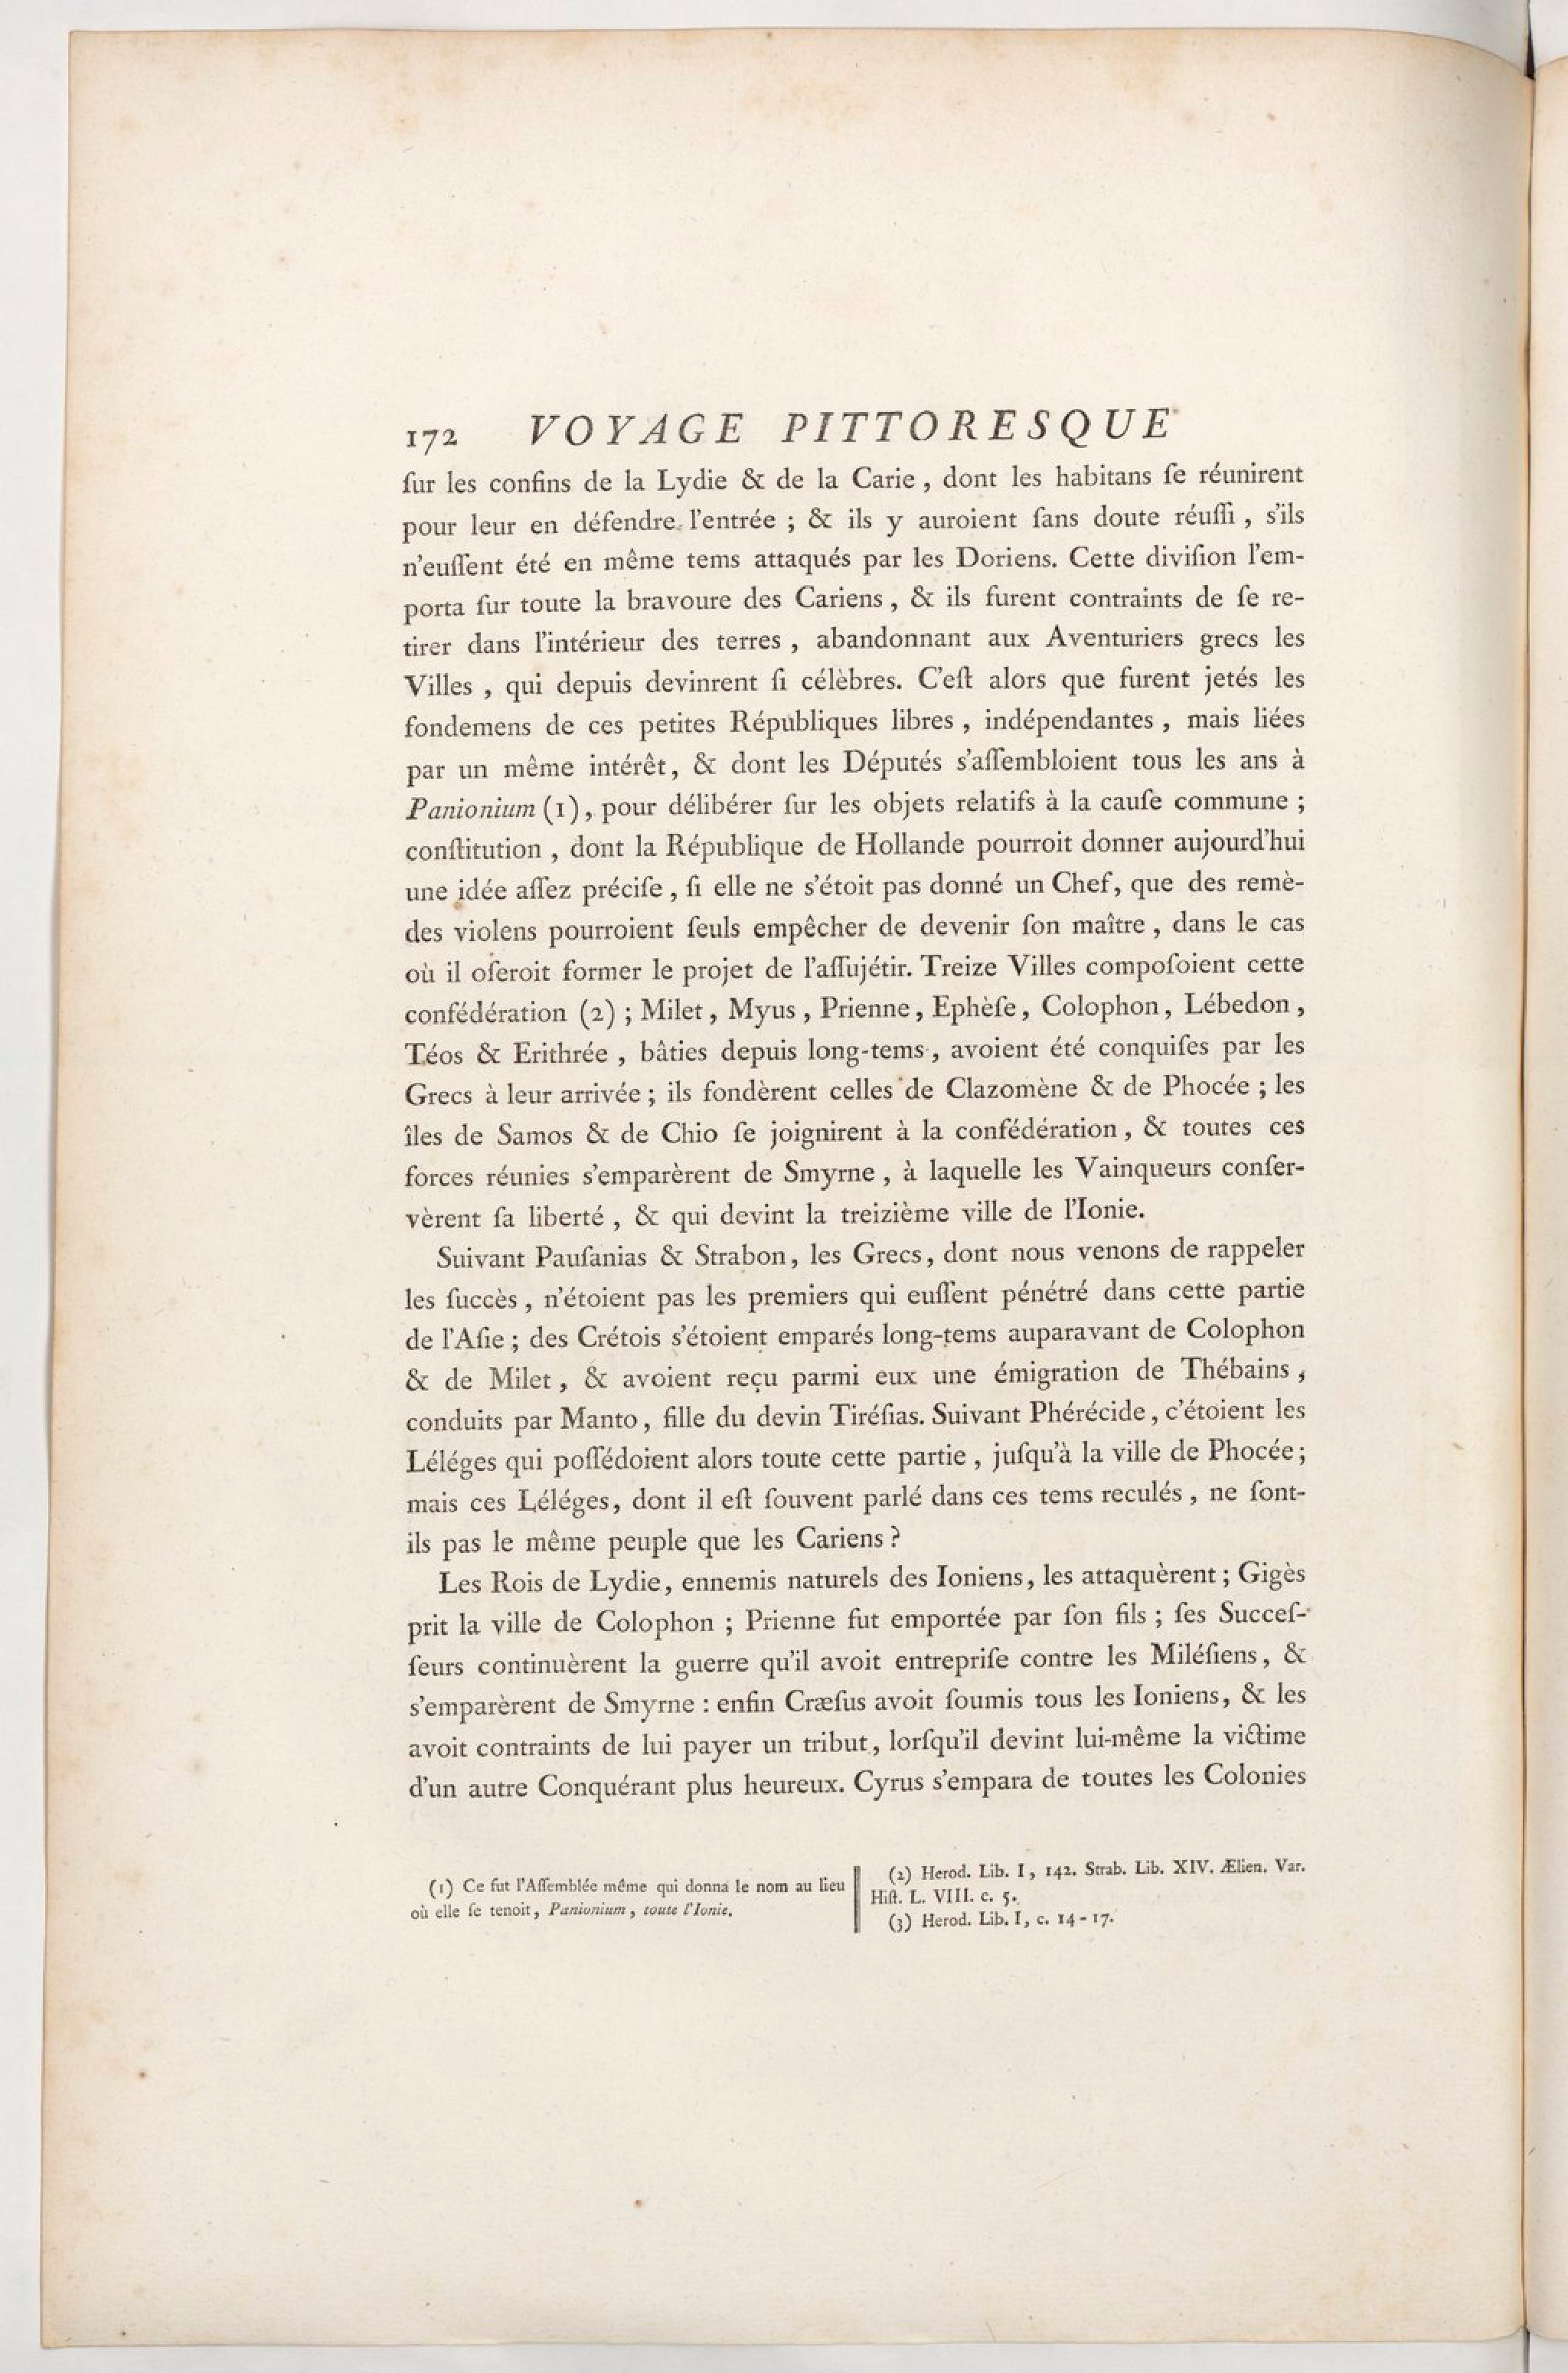 172 VOYAGE PITTORESQUE
ſur les confins de la Lydie & de la Carie, dont les habitans ſe réunirent
pour leur en défendre l'entrée ; & ils y auroient ſans doute réuſſi, s'ils
n'euſſent été en même tems attaqués par les Doriens. Cette diviſion l'em-
porta ſur toute la bravoure des Cariens, & ils furent contraints de ſe re-
tirer dans l'intérieur des terres, abandonnant aux Aventuriers grecs les
Villes, qui depuis devinrent ſi célèbres. C'eſt alors que furent jetés les
fondemens de ces petites Républiques libres, indépendantes, mais liées
par un même intérêt, & dont les Députés s'aſſembloient tous les ans à
Panionium (1), pour délibérer ſur les objets relatifs à la cauſe commune ;
conſtitution, dont la République de Hollande pourroit donner aujourd'hui
une idée aſſez préciſe, ſi elle ne s'étoit pas donné un Chef, que des remè-
des violens pourroient ſeuls empêcher de devenir ſon maître, dans le cas
où il oſeroit former le projet de l'aſſujétir. Treize Villes compoſoient cette
confédération (2) ; Milet, Myus, Prienne, Ephèſe, Colophon, Lébedon,
Téos & Erithrée, bâties depuis long-tems, avoient été conquiſes par les
Grecs à leur arrivée ; ils fondèrent celles de Clazomène & de Phocée ; les
îles de Samos & de Chio ſe joignirent à la confédération, & toutes ces
forces réunies s'emparèrent de Smyrne, à laquelle les Vainqueurs conſer-
vèrent ſa liberté, & qui devint la treizième ville de l'Ionie.
Suivant Pauſanias & Strabon, les Grecs, dont nous venons de rappeler
les ſuccès, n'étoient pas les premiers qui euſſent pénétré dans cette partie
de l'Aſie ; des Crétois s'étoient emparés long-tems auparavant de Colophon
& de Milet, & avoient reçu parmi eux une émigration de Thébains,
conduits par Manto, fille du devin Tiréſias. Suivant Phérécide, c'étoient les
Léléges qui poſſédoient alors toute cette partie, juſqu'à la ville de Phocée ;
mais ces Léléges, dont il eſt ſouvent parlé dans ces tems reculés, ne ſont-
ils pas le même peuple que les Cariens ?
Les Rois de Lydie, ennemis naturels des Ioniens, les attaquèrent ; Gigès
prit la ville de Colophon ; Prienne fut emportée par ſon fils ; ſes Succeſ-
ſeurs continuèrent la guerre qu'il avoit entrepriſe contre les Miléſiens, &
s'emparèrent de Smyrne : enfin Cræſus avoit ſoumis tous les Ioniens, & les
avoit contraints de lui payer un tribut, lorſqu'il devint lui-même la victime
d'un autre Conquérant plus heureux. Cyrus s'empara de toutes les Colonies
(1) Ce fut l'Aſſemblée même qui donna le nom au lieu
où elle ſe tenoit, Panionium, toute l'Ionie.
(2) Herod. Lib. I, 142. Strab. Lib. XIV. Ælien. Var.
Hiſt. L. VIII. c. 5.
(3) Herod. Lib. I, c. 14-17.